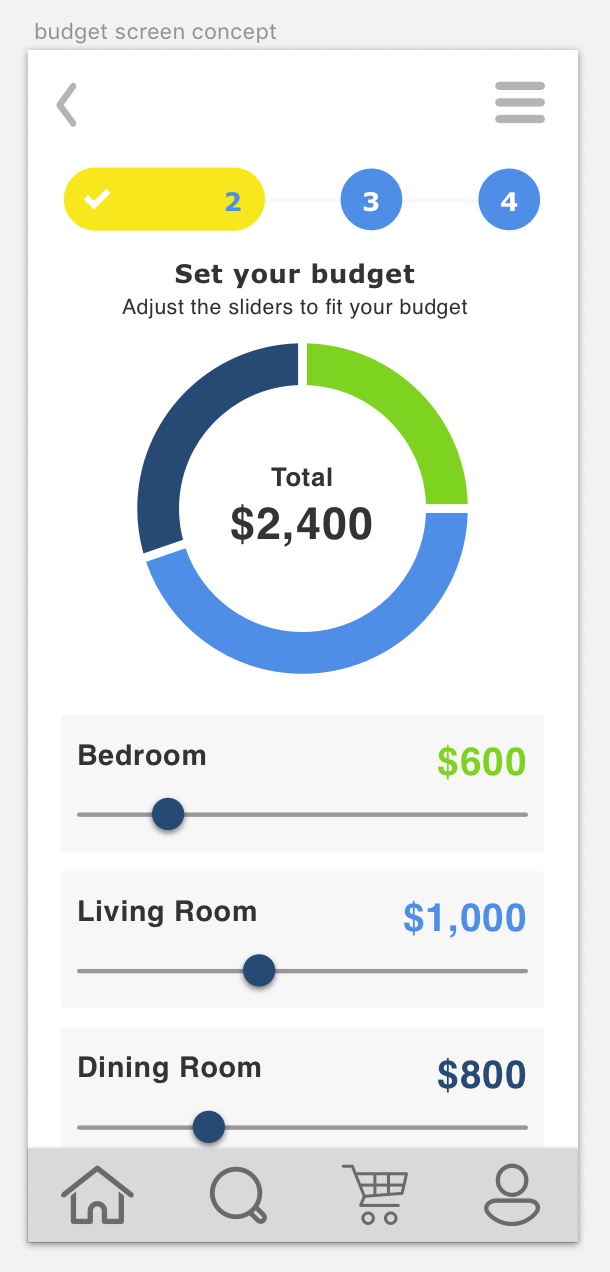 budget screen concept
2 3 4
Set your budget
Adjust the sliders to fit your budget
Total
$2,400
Bedroom $600
Living Room $1,000
Dining Room $800